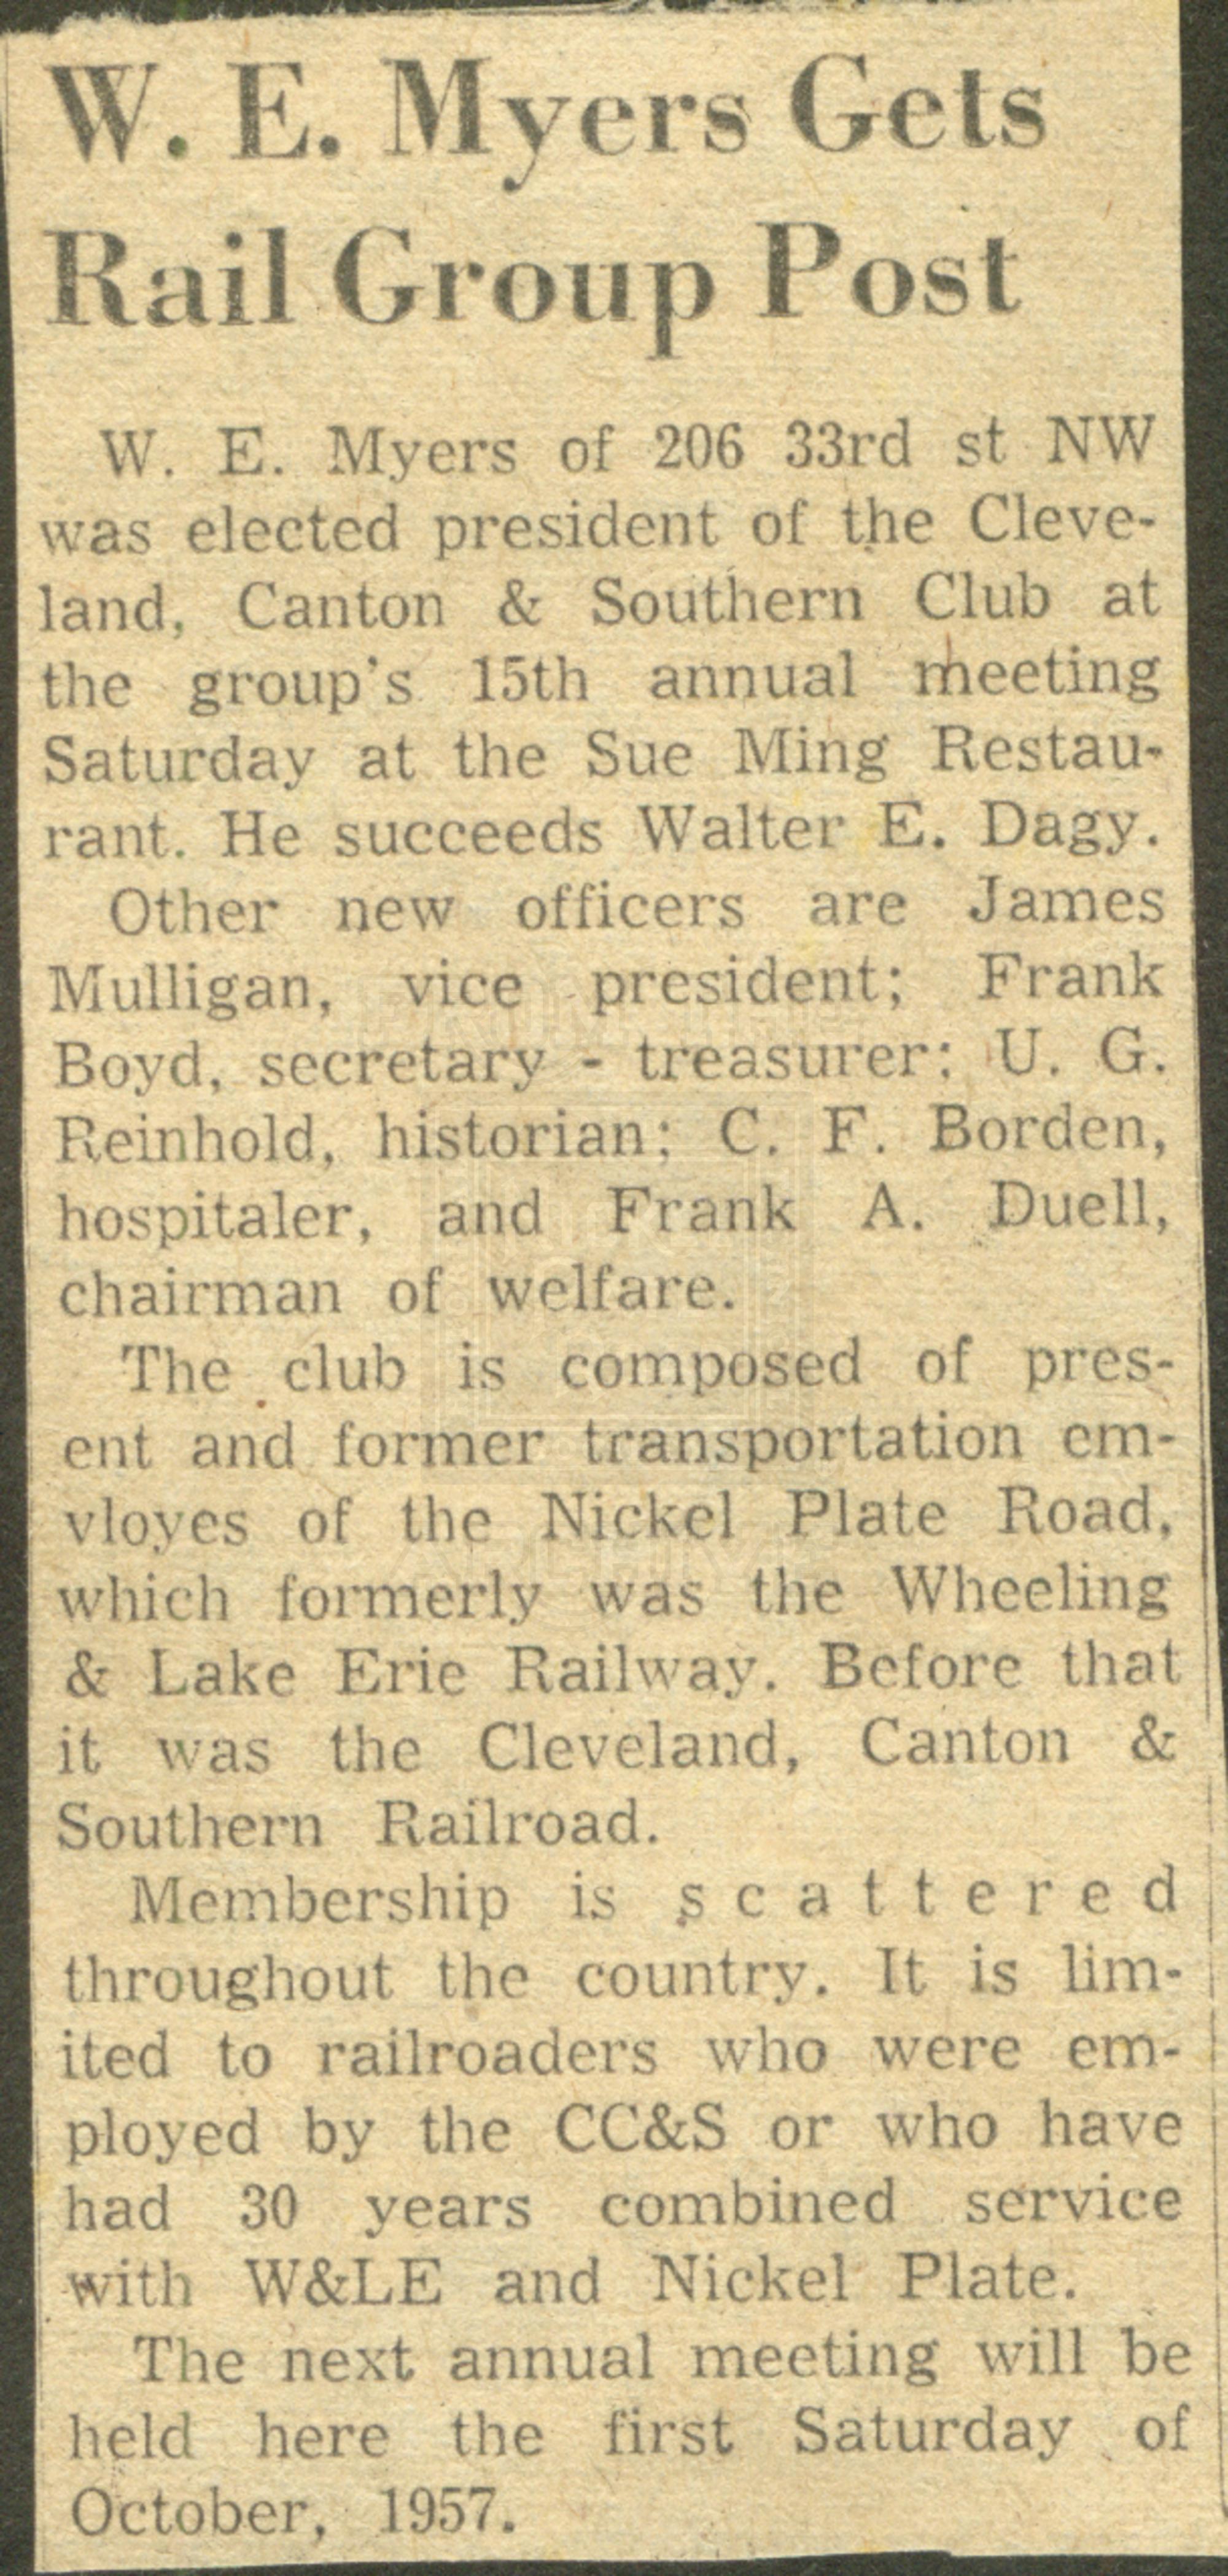 W. E. Myers Gets
Rail Group Post
W. E. Myers of 206 33rd st NW
was elected president of the Cleve-
land, Canton & Southern Club at
the group's 15th annual meeting
Saturday at the Sue Ming Restau-
rant. He succeeds Walter E. Dagy.
Other new officers are James
Mulligan, vice president; Frank
Boyd, secretary - treasurer; U. G.
Reinhold, historian; C. F. Borden,
hospitaler, and Frank A. Duell,
chairman of welfare.
The club is composed of pres-
ent and former transportation em-
vloyes of the Nickel Plate Road,
which formerly was the Wheeling
& Lake Erie Railway. Before that
it was the Cleveland, Canton &
Southern Railroad.
Membership is scattered
throughout the country. It is lim-
ited to railroaders who were em-
ployed by the CC&S or who have
had 30 years combined service
with W&LE and Nickel Plate.
The next annual meeting will be
held here the first Saturday of
October, 1957.